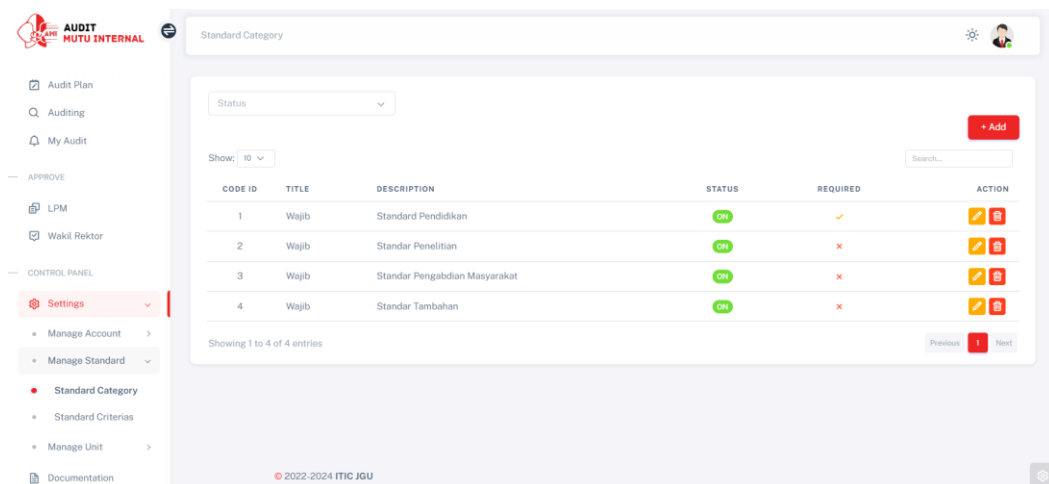 AUDIT
MUTU INTERNAL
AMI
Standard Category
Audit Plan
Auditing
My Audit
APPROVE
LPM
Wakil Rektor
CONTROL PANEL
Settings
Manage Account
Manage Standard
Standard Category
Standard Criterias
Manage Unit
Documentation
Status
+ Add
Show: 10
Search...
CODE ID TITLE DESCRIPTION STATUS REQUIRED ACTION
1 Wajib Standard Pendidikan ON
2 Wajib Standar Penelitian ON
3 Wajib Standar Pengabdian Masyarakat ON
4 Wajib Standar Tambahan ON
Showing 1 to 4 of 4 entries
Previous 1 Next
© 2022-2024 ITIC JGU